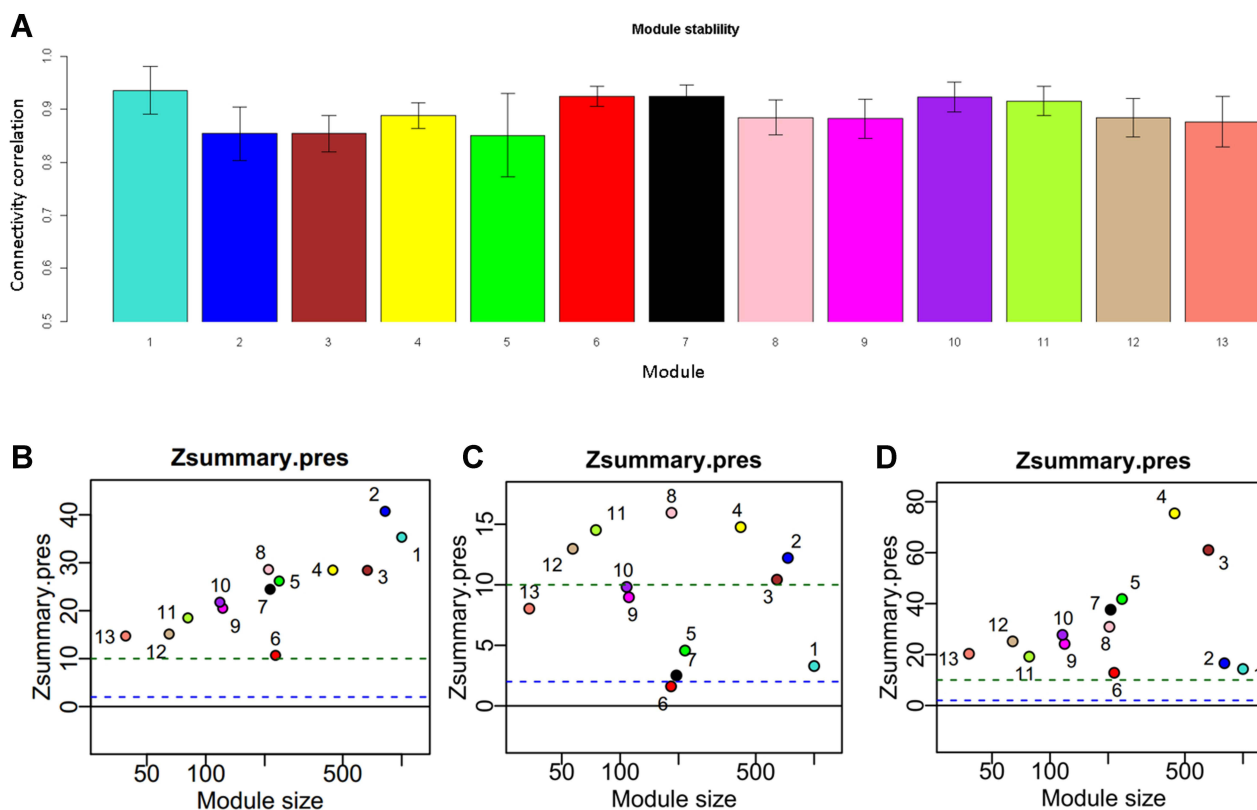 A
Module stablility
Connectivity correlation
1.0
0.9
0.8
0.7
0.6
0.5
1 2 3 4 5 6 7 8 9 10 11 12 13
Module
B
Zsummary.pres
Zsummary.pres
40
30
20
10
0
2
1
8
5
4
3
7
10
9
11
12
13
6
50 100 500
Module size
C
Zsummary.pres
Zsummary.pres
15
10
5
0
8
4
11
2
12
3
10
9
13
5
7
6
1
50 100 500
Module size
D
Zsummary.pres
Zsummary.pres
80
60
40
20
0
4
3
5
7
8
10
9
12
11
13
6
2
1
50 100 500
Module size